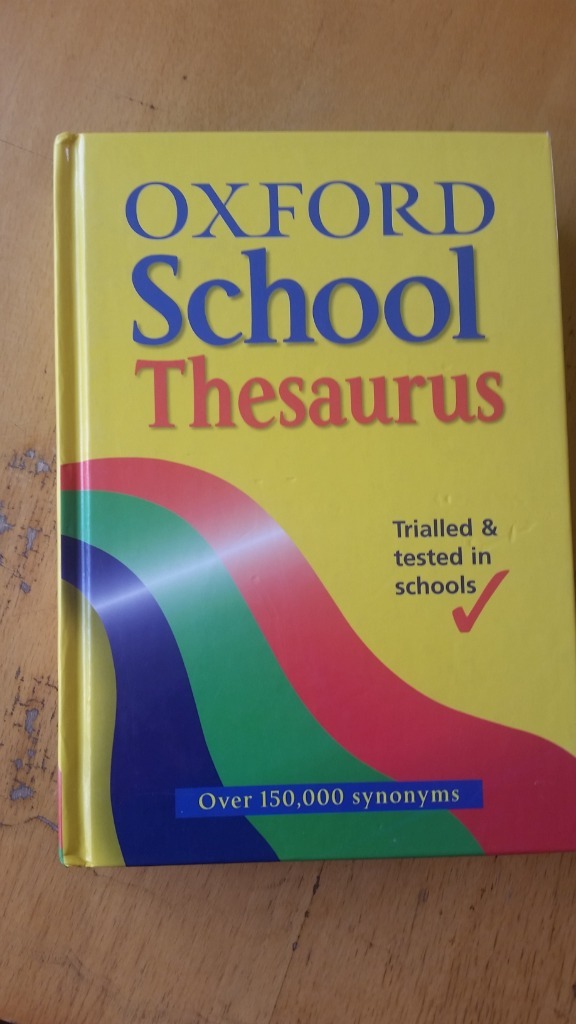 OXFORD
School
Thesaurus
Trialled &
tested in
schools
Over 150,000 synonyms